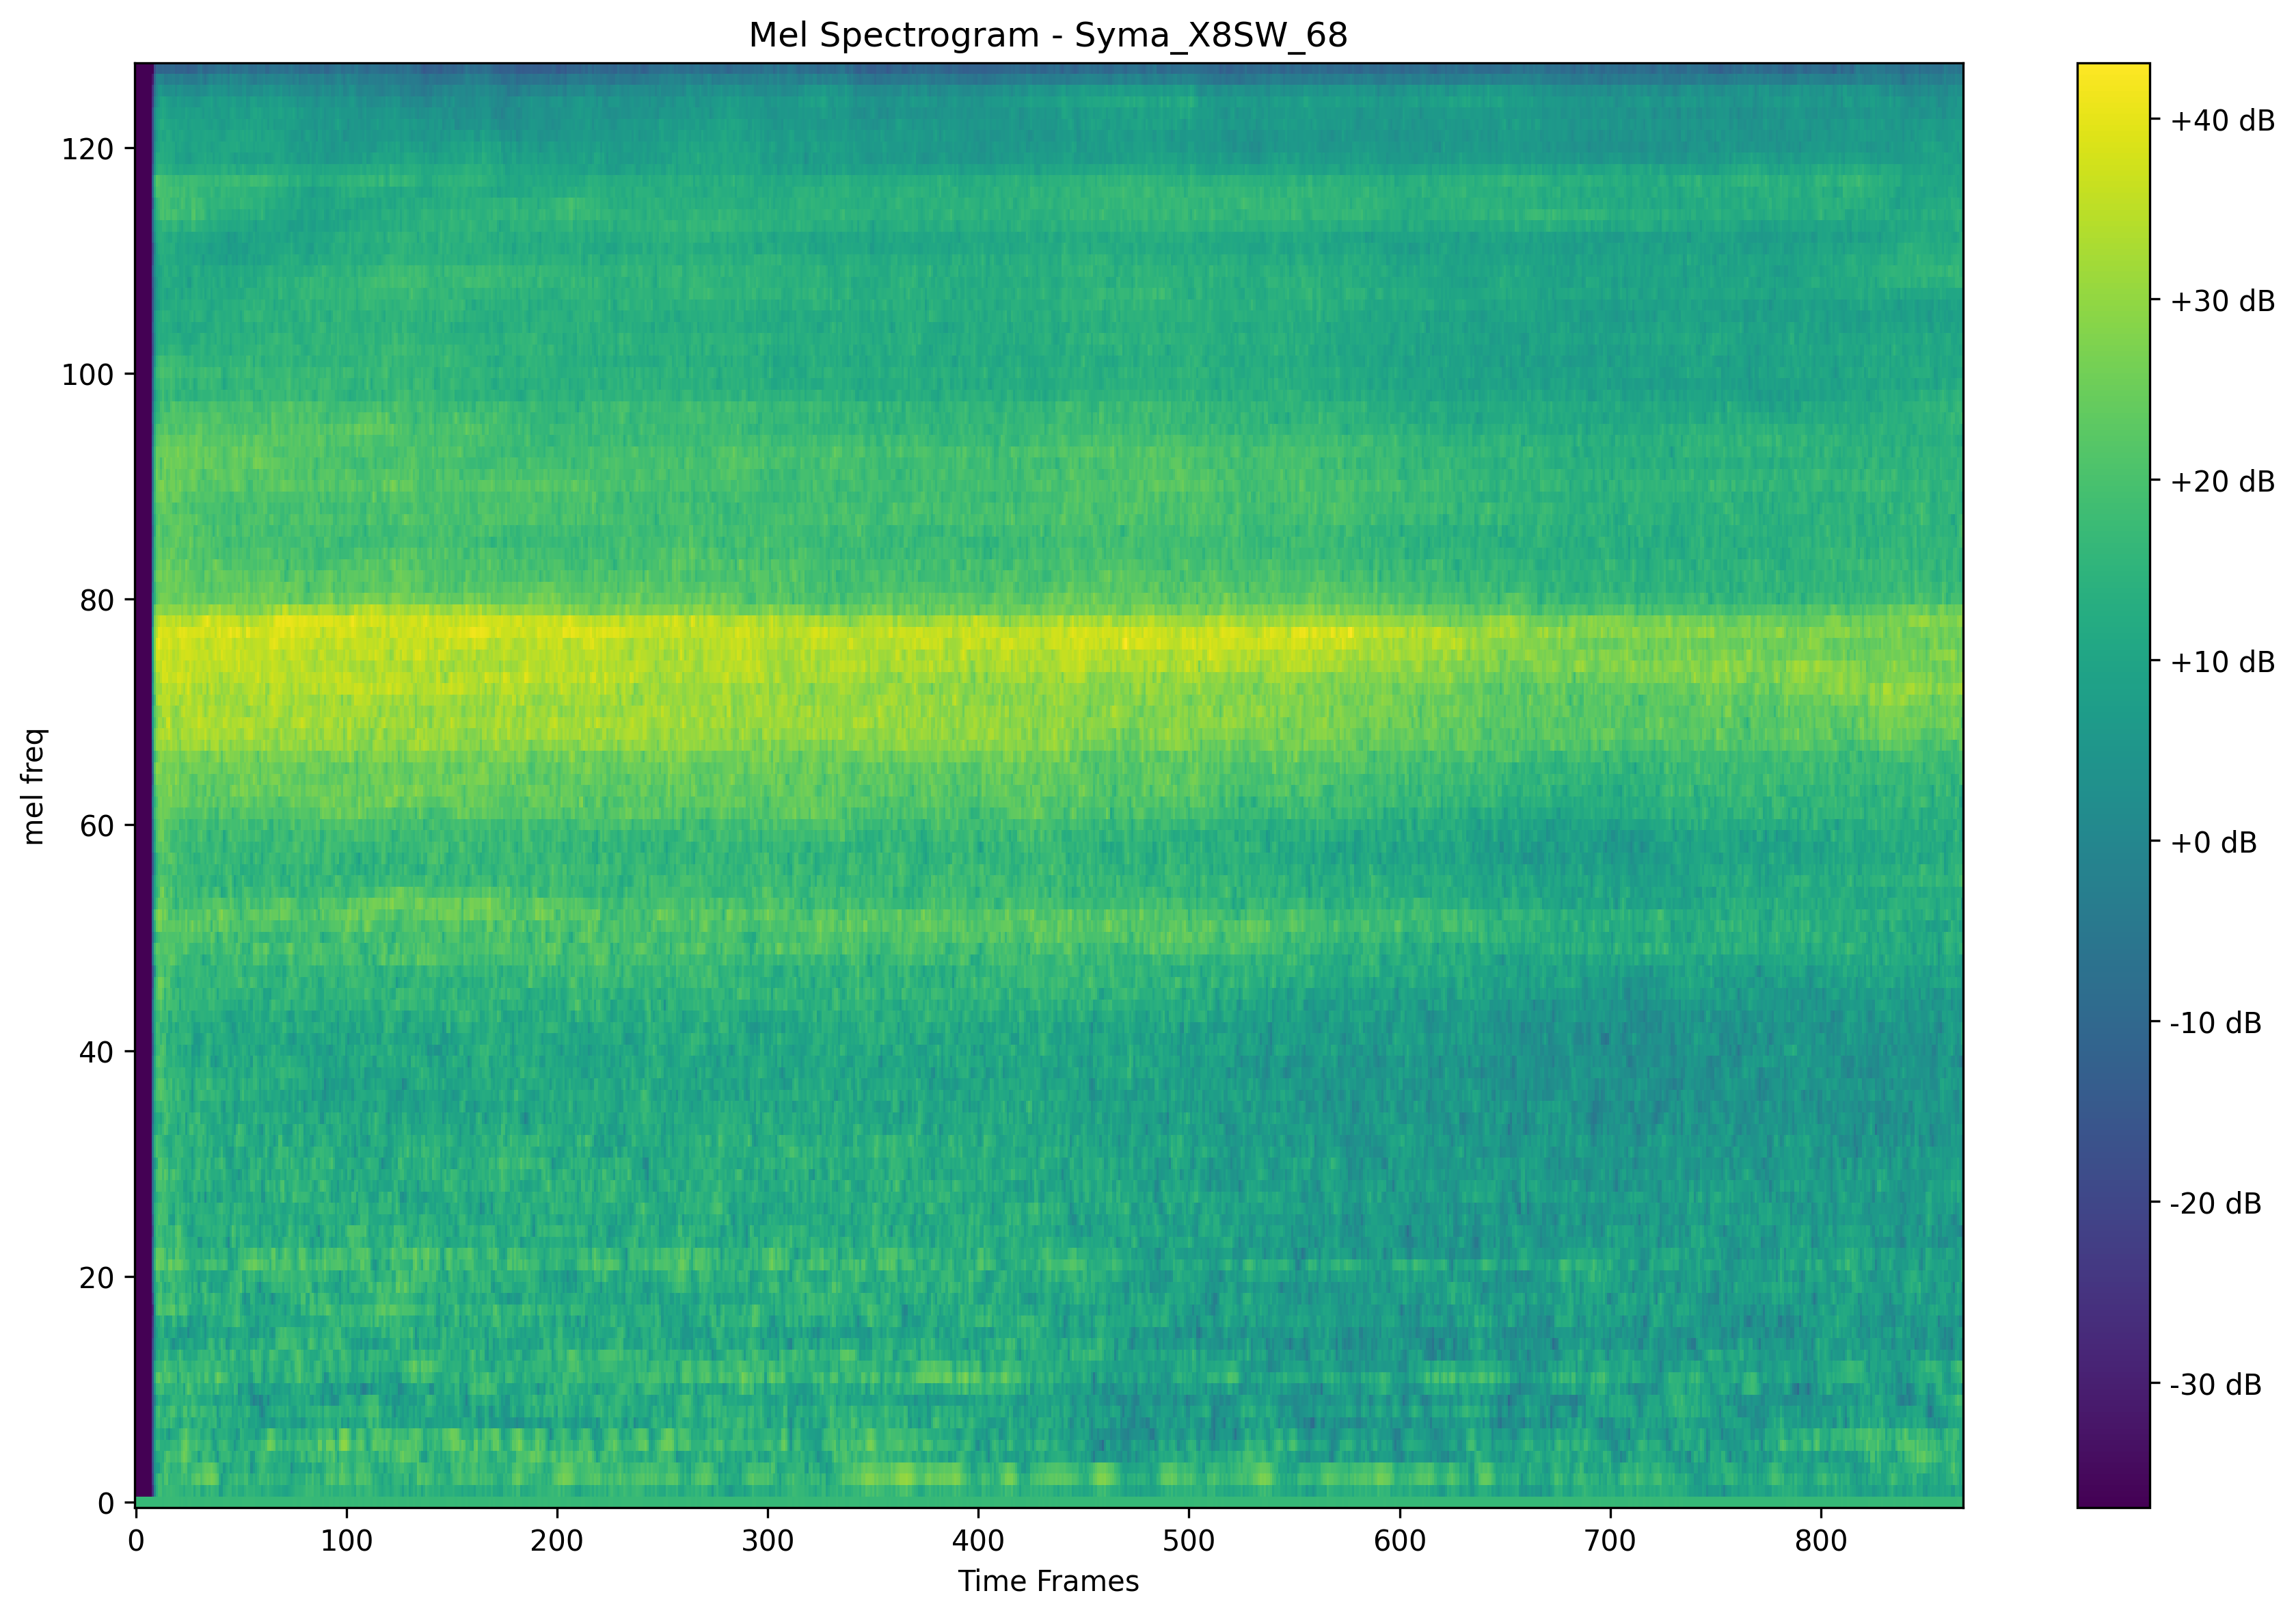 Mel Spectrogram - Syma_X8SW_68
mel freq
120
100
80
60
40
20
0
0 100 200 300 400 500 600 700 800
Time Frames
+40 dB
+30 dB
+20 dB
+10 dB
+0 dB
-10 dB
-20 dB
-30 dB